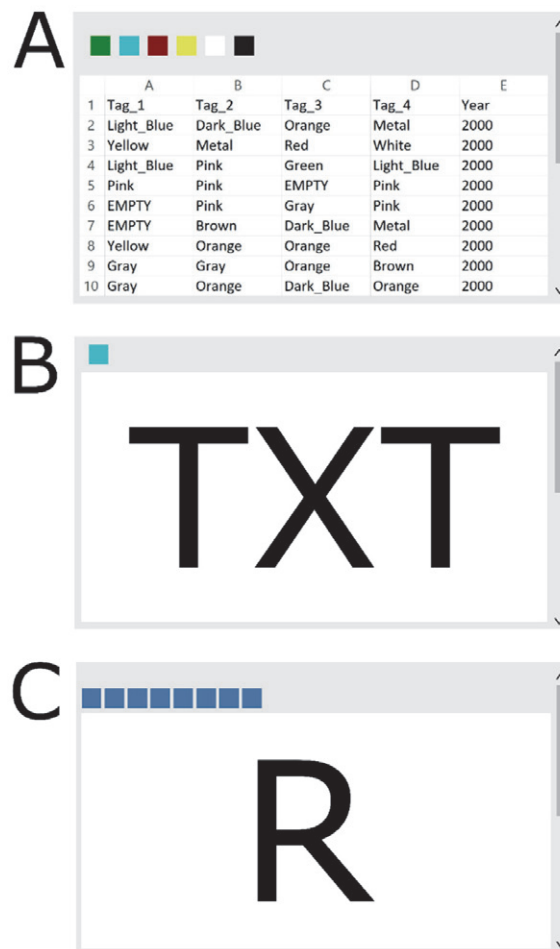 A
A B C D E
1 Tag_1 Tag_2 Tag_3 Tag_4 Year
2 Light_Blue Dark_Blue Orange Metal 2000
3 Yellow Metal Red White 2000
4 Light_Blue Pink Green Light_Blue 2000
5 Pink Pink EMPTY Pink 2000
6 EMPTY Pink Gray Pink 2000
7 EMPTY Brown Dark_Blue Metal 2000
8 Yellow Orange Orange Red 2000
9 Gray Gray Orange Brown 2000
10 Gray Orange Dark_Blue Orange 2000
B
TXT
C
R